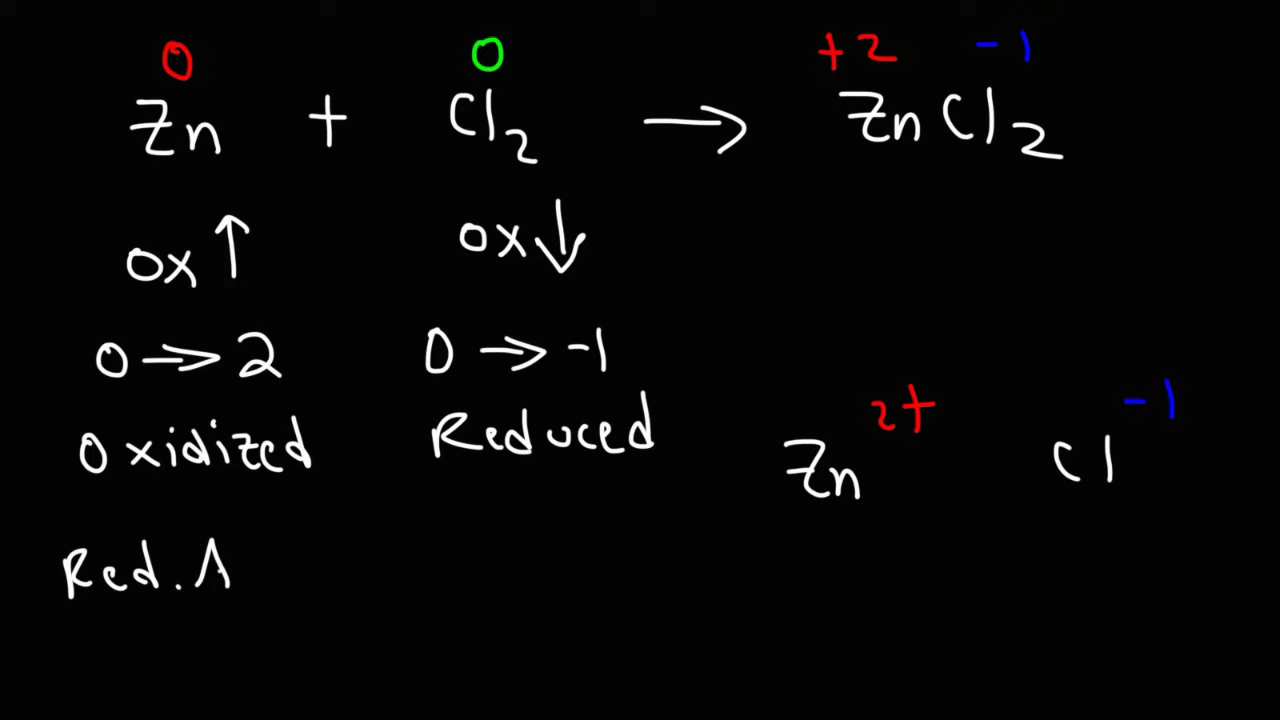 0 0 +2 -1
Zn + Cl₂ → ZnCl₂
ox↑ ox↓
0 → 2 0 → -1
Oxidized Reduced
Zn²⁺ Cl⁻¹
Red. A